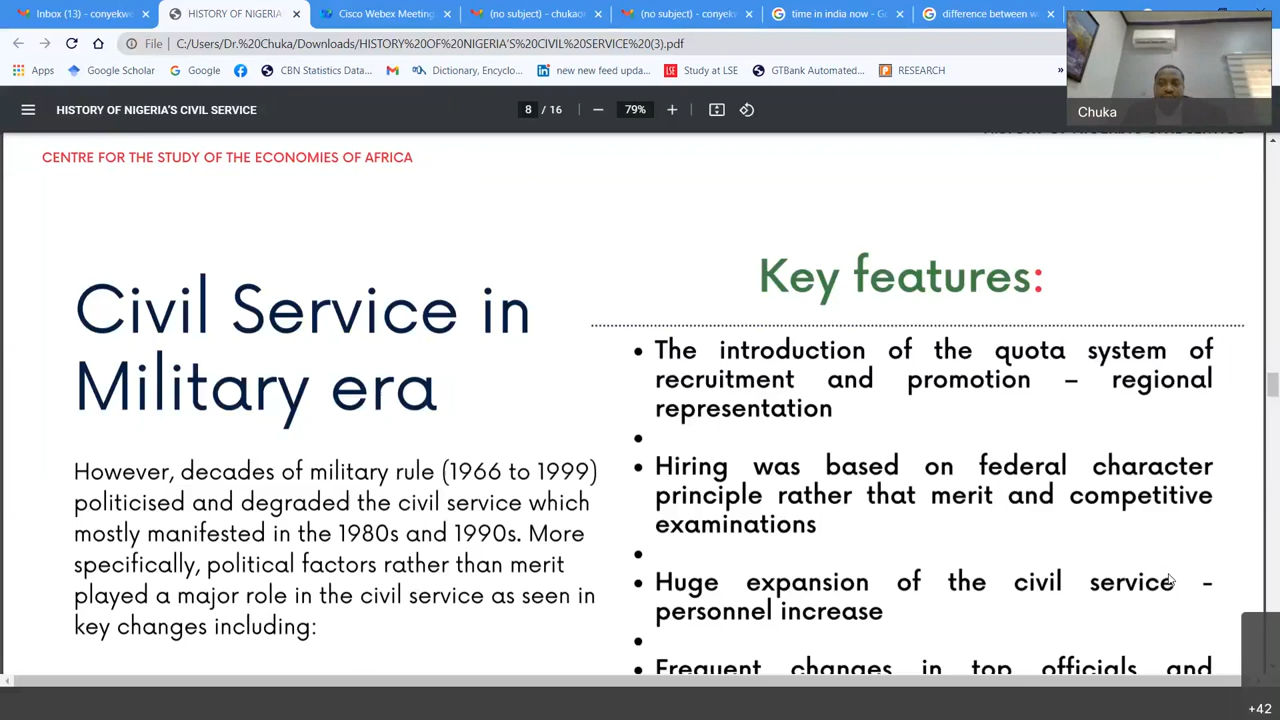 Inbox (13) - conyekw
HISTORY OF NIGERIA
Cisco Webex Meeting
(no subject) - chukao
(no subject) - conyekw
time in india now - Go
difference between w
File
C:/Users/Dr.%20Chuka/Downloads/HISTORY%20OF%20NIGERIA'S%20CIVIL%20SERVICE%20(3).pdf
Apps
Google Scholar
Google
CBN Statistics Data...
Dictionary, Encyclo...
new new feed upda...
Study at LSE
GTBank Automated...
RESEARCH
»
Chuka
HISTORY OF NIGERIA'S CIVIL SERVICE
8 / 16
79%
CENTRE FOR THE STUDY OF THE ECONOMIES OF AFRICA
Civil Service in
Military era
However, decades of military rule (1966 to 1999)
politicised and degraded the civil service which
mostly manifested in the 1980s and 1990s. More
specifically, political factors rather than merit
played a major role in the civil service as seen in
key changes including:
Key features:
• The introduction of the quota system of
recruitment and promotion – regional
representation
•
• Hiring was based on federal character
principle rather that merit and competitive
examinations
•
• Huge expansion of the civil service -
personnel increase
•
• Frequent changes in top officials and
+42